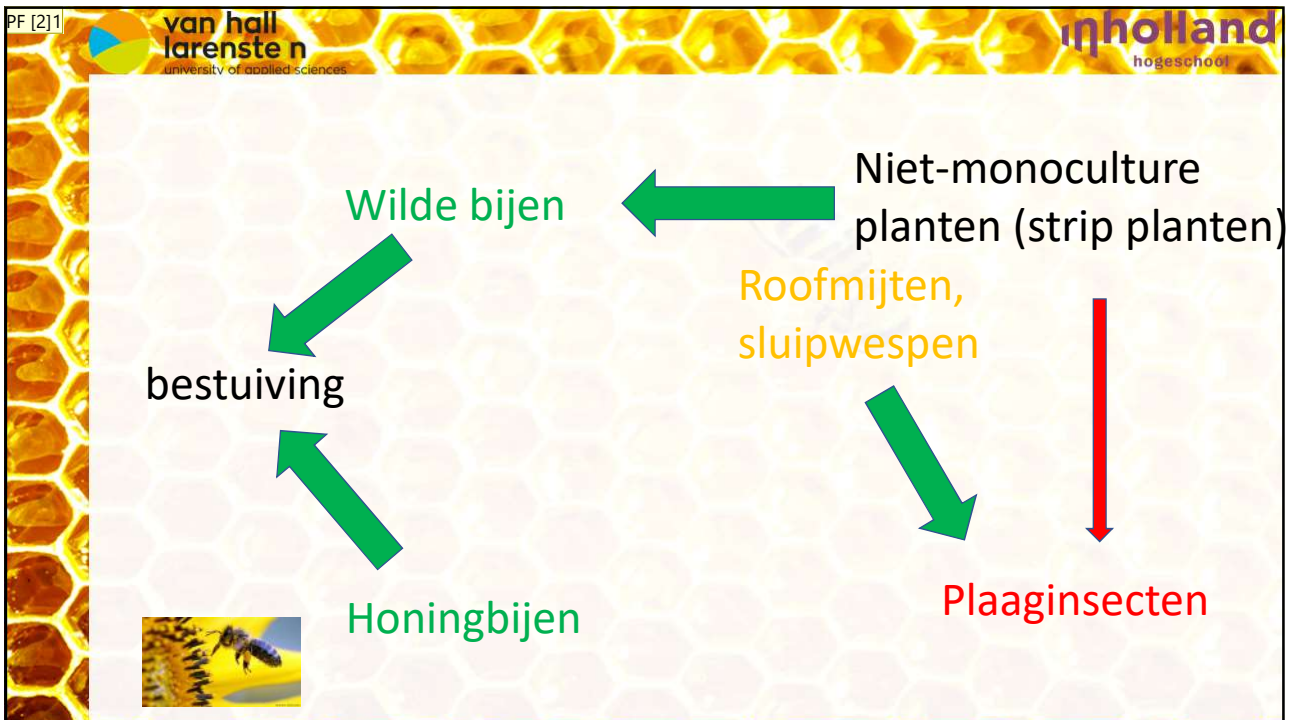 PF [2]1
van hall
larenste n
university of applied sciences
inholland
hogeschool
Niet-monoculture
planten (strip planten)
Wilde bijen
Roofmijten,
sluipwespen
bestuiving
Plaaginsecten
Honingbijen